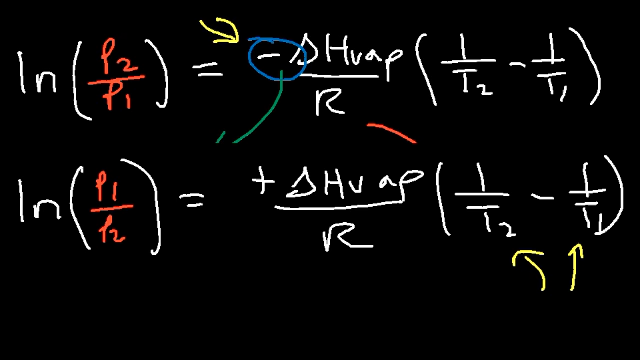 ln(P2/P1) = -ΔHvap/R (1/T2 - 1/T1)
ln(P1/P2) = +ΔHvap/R (1/T2 - 1/T1)